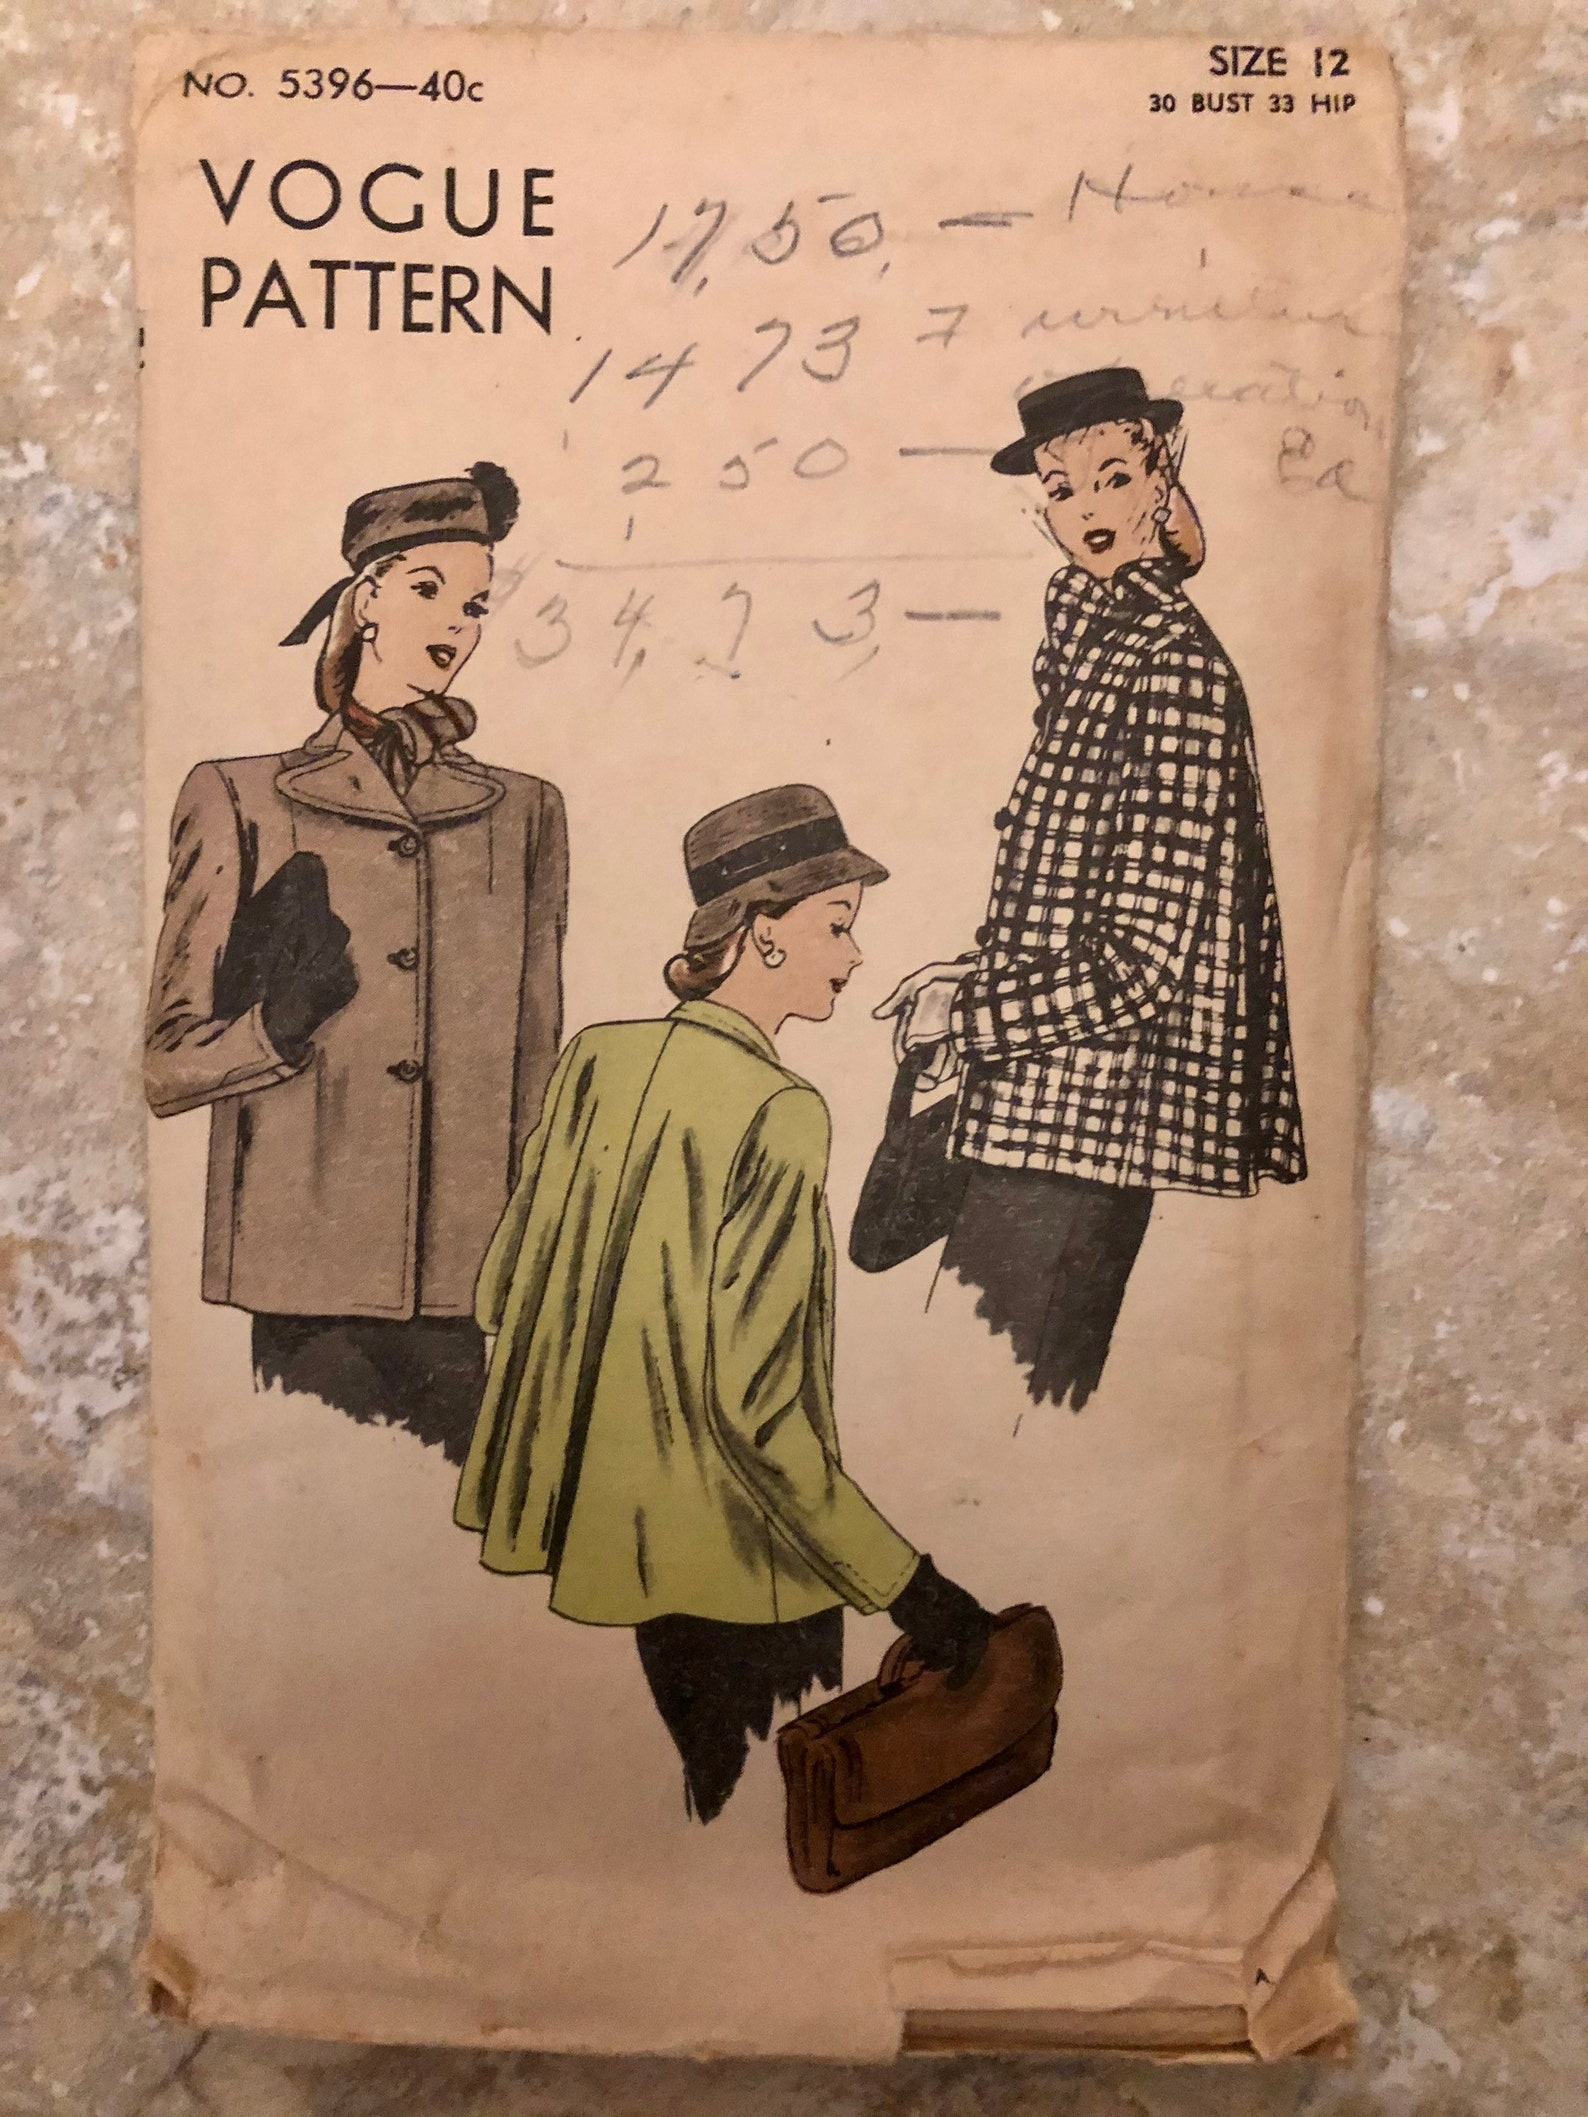 NO. 5396—40c
SIZE 12
30 BUST 33 HIP
VOGUE
PATTERN
17,50, — House
14 73
2 50 —
34,73, —
A